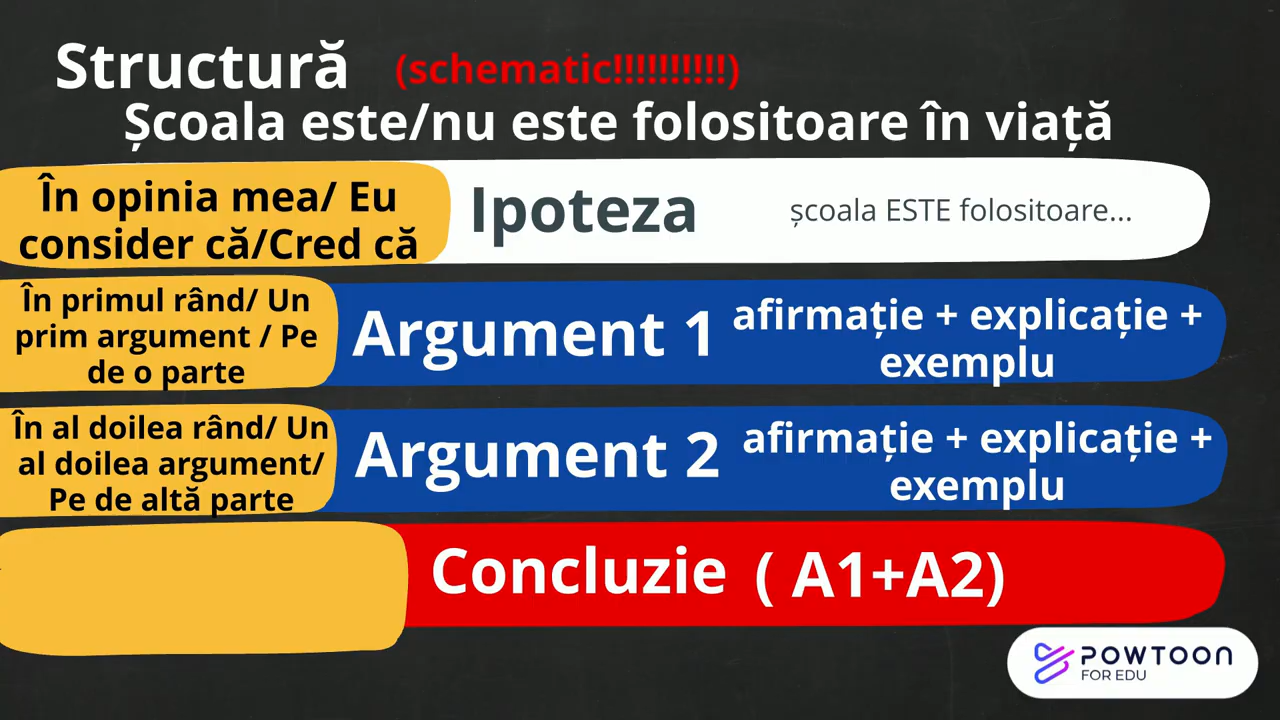 Structură (schematic!!!!!!!!!!)
Școala este/nu este folositoare în viață
În opinia mea/ Eu
consider că/Cred că
Ipoteza
școala ESTE folositoare...
În primul rând/ Un
prim argument / Pe
de o parte
Argument 1
afirmație + explicație +
exemplu
În al doilea rând/ Un
al doilea argument/
Pe de altă parte
Argument 2
afirmație + explicație +
exemplu
Concluzie ( A1+A2)
POWTOON
FOR EDU